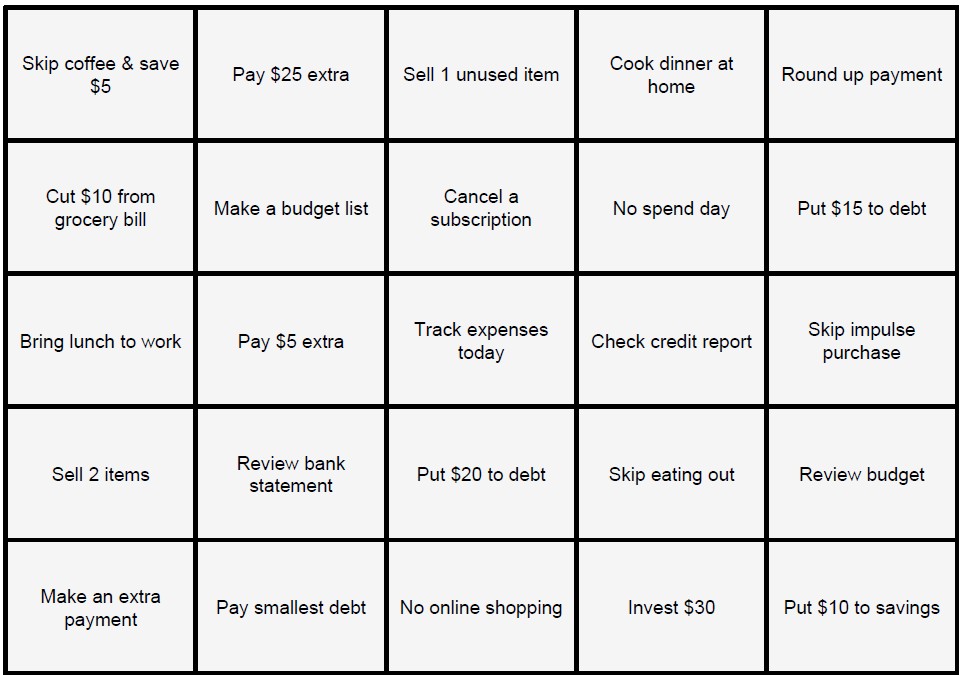 Skip coffee & save
$5
Pay $25 extra
Sell 1 unused item
Cook dinner at
home
Round up payment
Cut $10 from
grocery bill
Make a budget list
Cancel a
subscription
No spend day
Put $15 to debt
Bring lunch to work
Pay $5 extra
Track expenses
today
Check credit report
Skip impulse
purchase
Sell 2 items
Review bank
statement
Put $20 to debt
Skip eating out
Review budget
Make an extra
payment
Pay smallest debt
No online shopping
Invest $30
Put $10 to savings